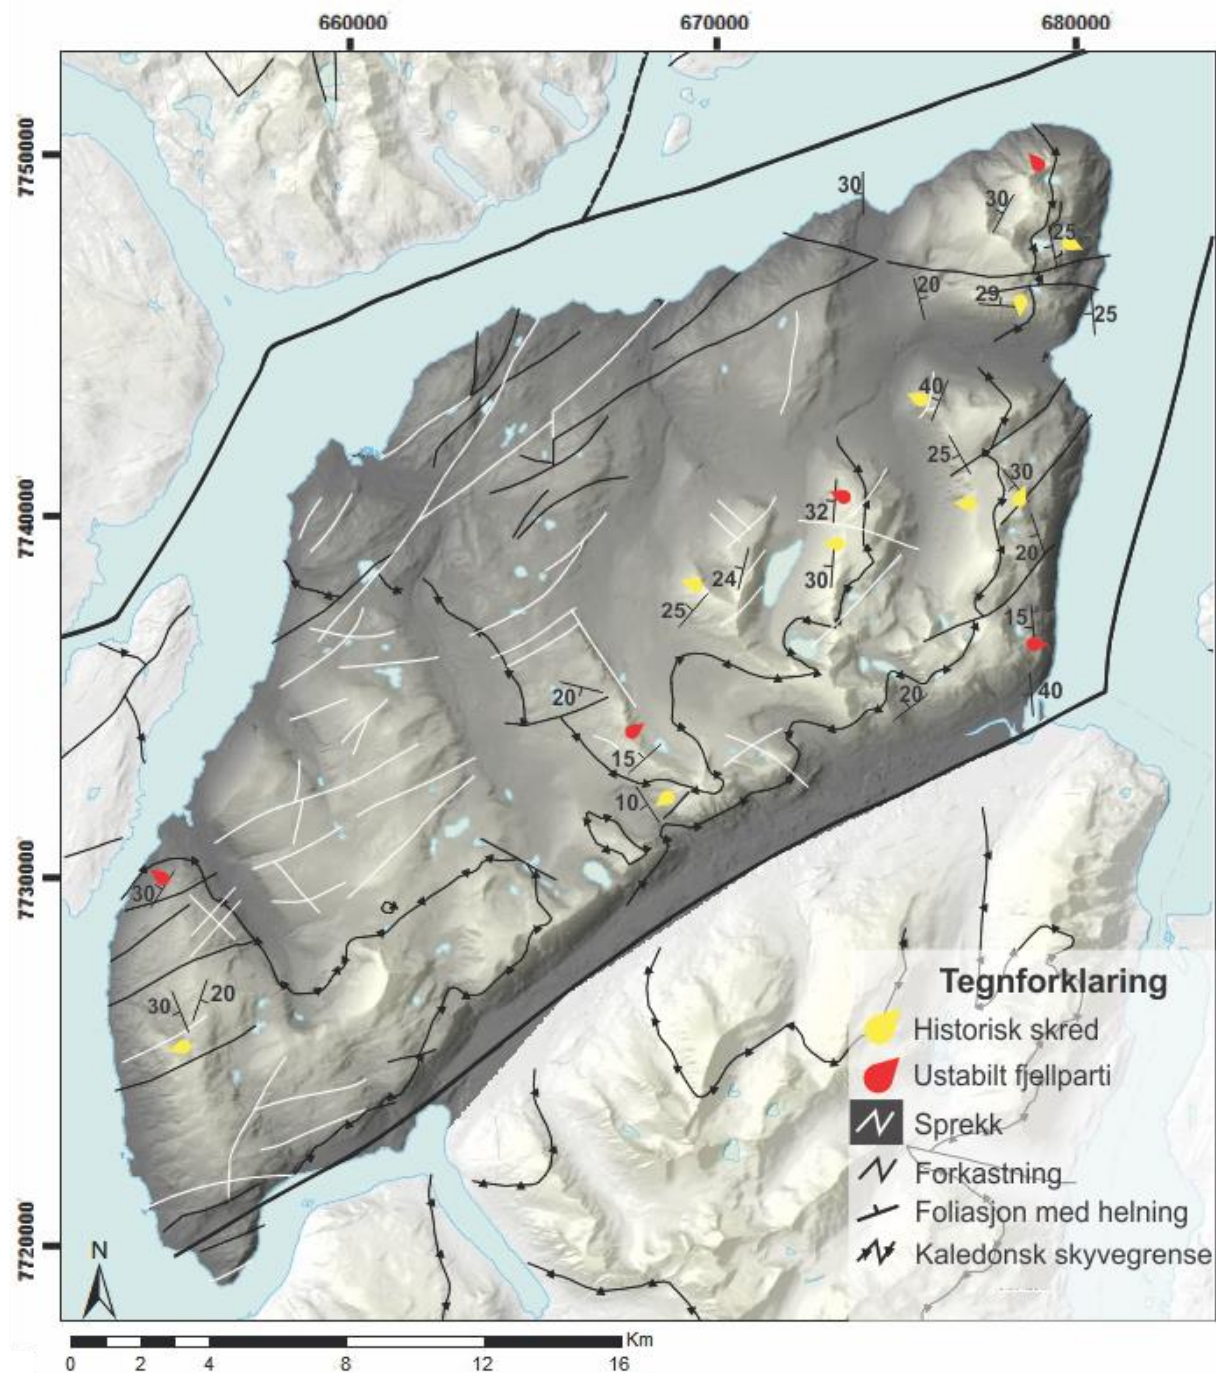 660000 670000 680000
7750000
30
30
25
20
29
25
40
25
30
7740000
32
20
24
30
25
15
20
20
40
15
10
7730000
30
30
20
Tegnforklaring
Historisk skred
Ustabilt fjellparti
Sprekk
Forkastning
Foliasjon med helning
Kaledonsk skyvegrense
7720000
N
Km
0 2 4 8 12 16